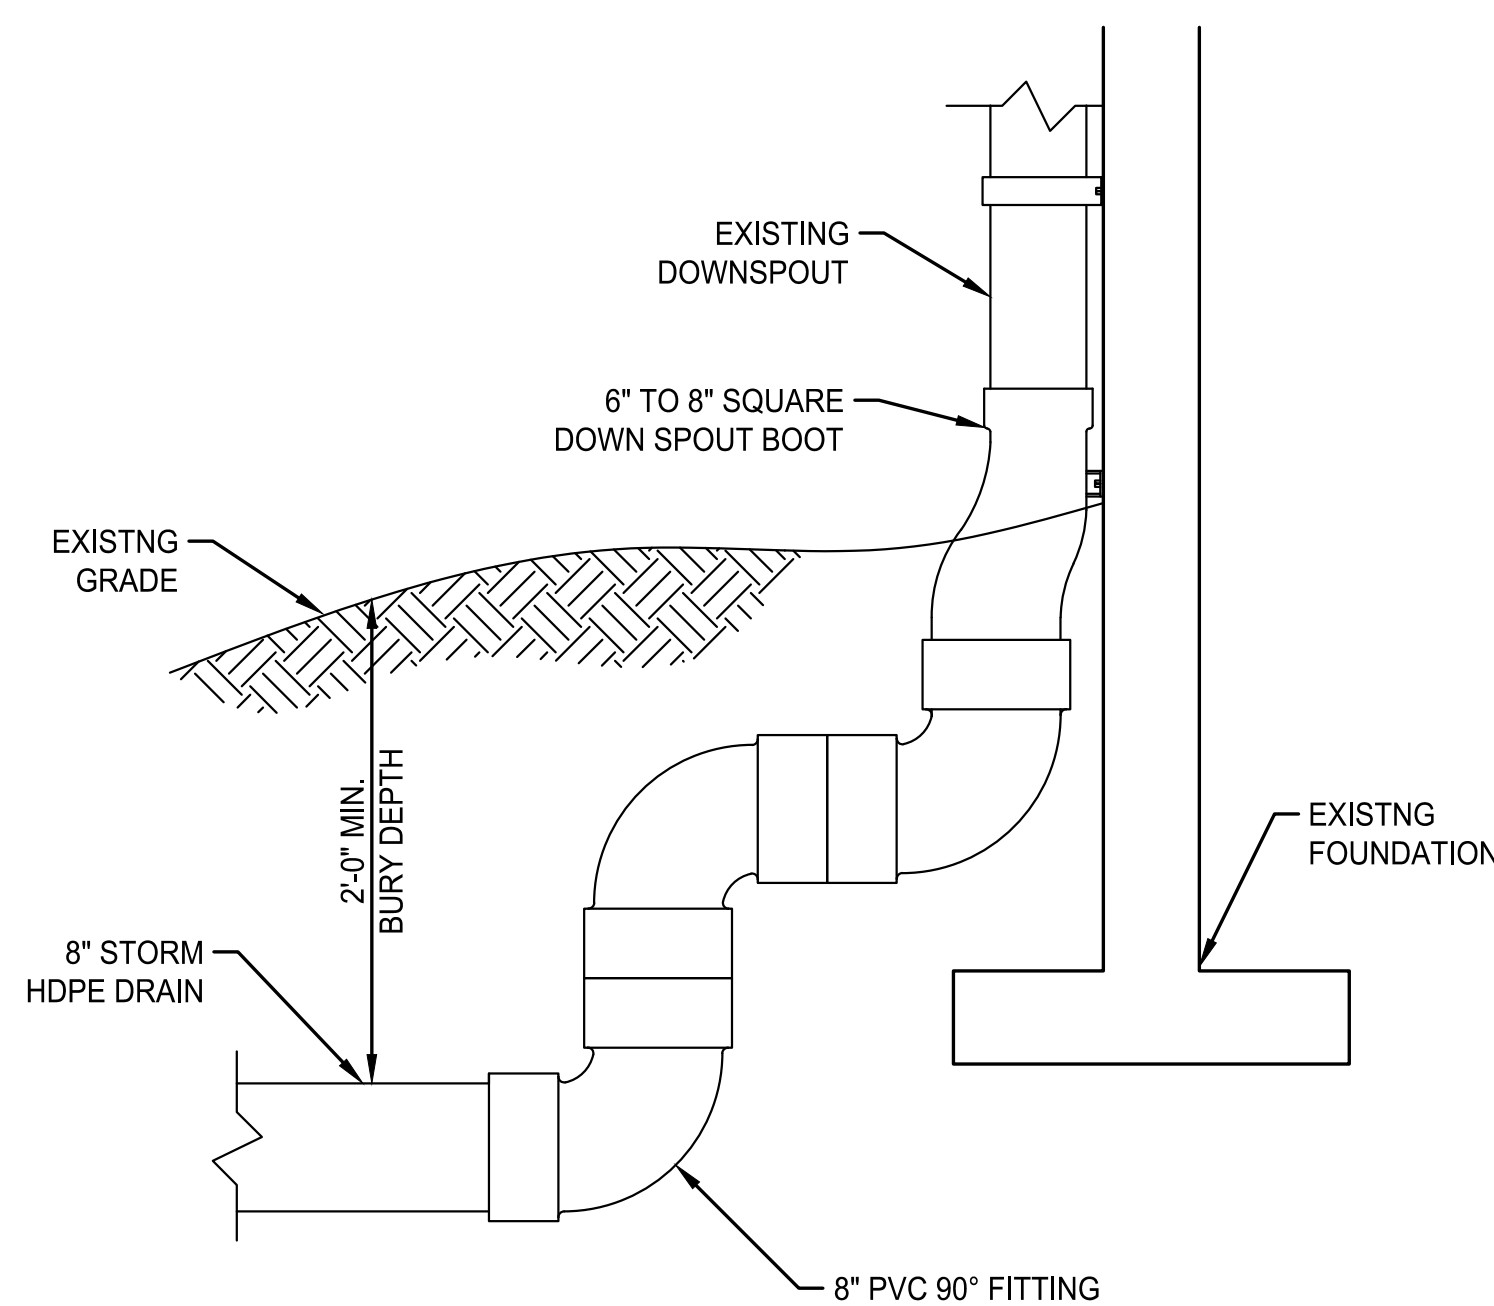 EXISTING
DOWNSPOUT
6" TO 8" SQUARE
DOWN SPOUT BOOT
EXISTNG
GRADE
2'-0" MIN.
BURY DEPTH
EXISTNG
FOUNDATION
8" STORM
HDPE DRAIN
8" PVC 90° FITTING